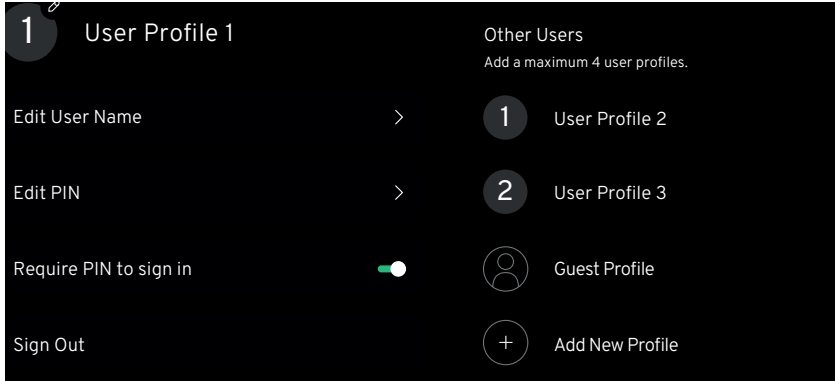 1
User Profile 1
Edit User Name
Edit PIN
Require PIN to sign in
Sign Out
Other Users
Add a maximum 4 user profiles.
1
User Profile 2
2
User Profile 3
Guest Profile
Add New Profile